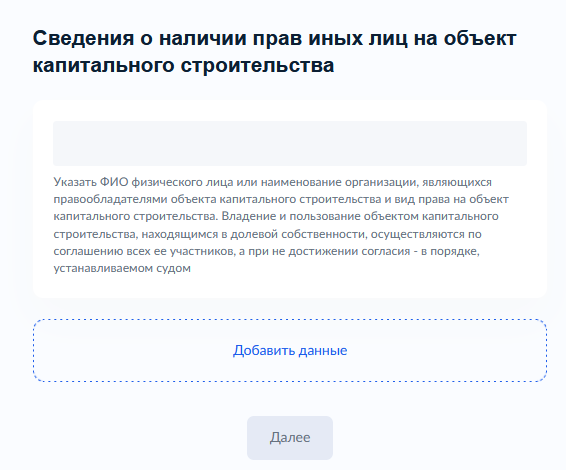 Сведения о наличии прав иных лиц на объект
капитального строительства
Указать ФИО физического лица или наименование организации, являющихся
правообладателями объекта капитального строительства и вид права на объект
капитального строительства. Владение и пользование объектом капитального
строительства, находящимся в долевой собственности, осуществляются по
соглашению всех ее участников, а при не достижении согласия - в порядке,
устанавливаемом судом
Добавить данные
Далее